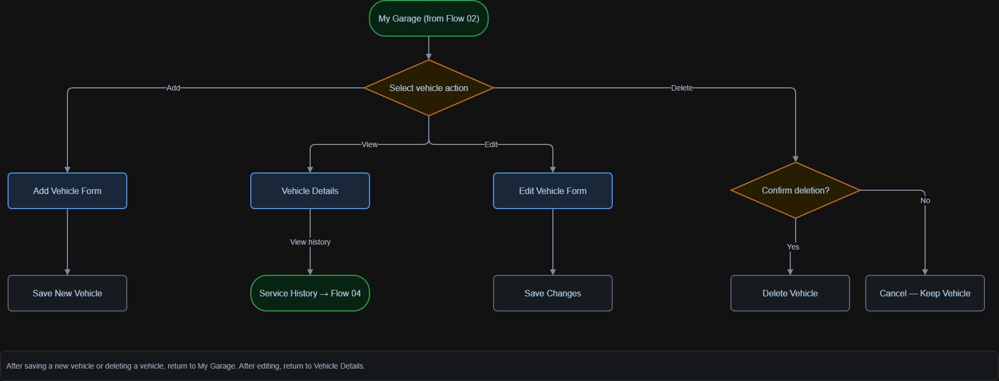 My Garage (from Flow 02)
Select vehicle action
Add
Delete
View
Edit
Add Vehicle Form
Vehicle Details
Edit Vehicle Form
Confirm deletion?
No
View history
Yes
Save New Vehicle
Service History → Flow 04
Save Changes
Delete Vehicle
Cancel — Keep Vehicle
After saving a new vehicle or deleting a vehicle, return to My Garage. After editing, return to Vehicle Details.